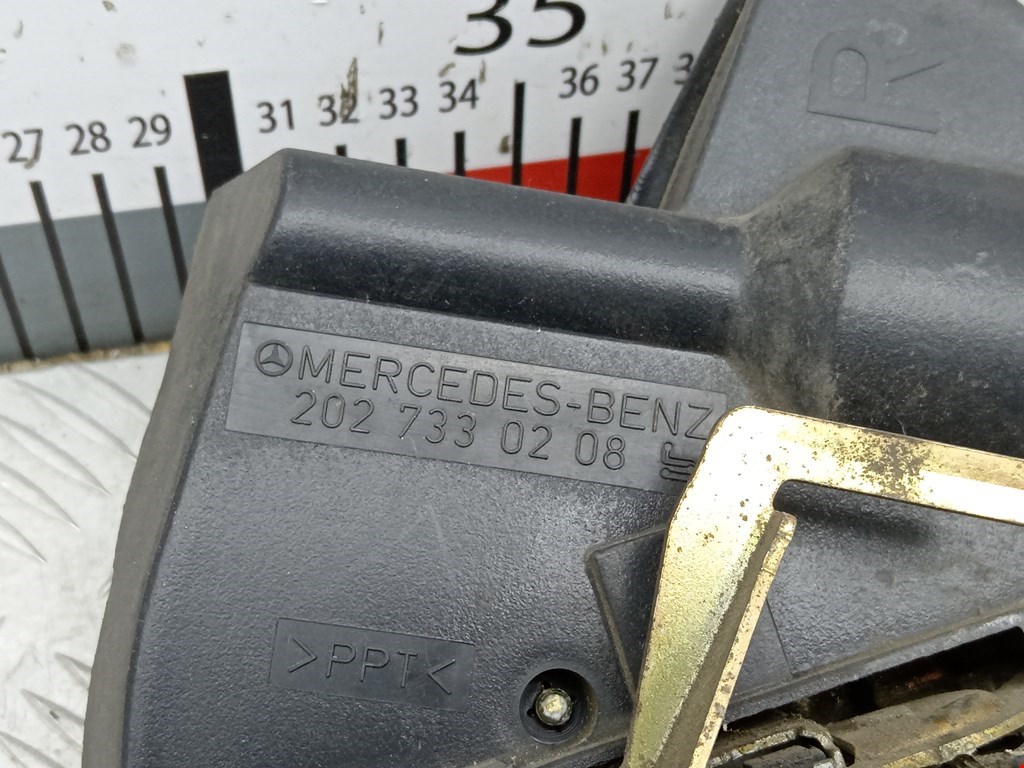 35
27 28 29 31 32 33 34 36 37
R
MERCEDES-BENZ
202 733 02 08
>PPT<